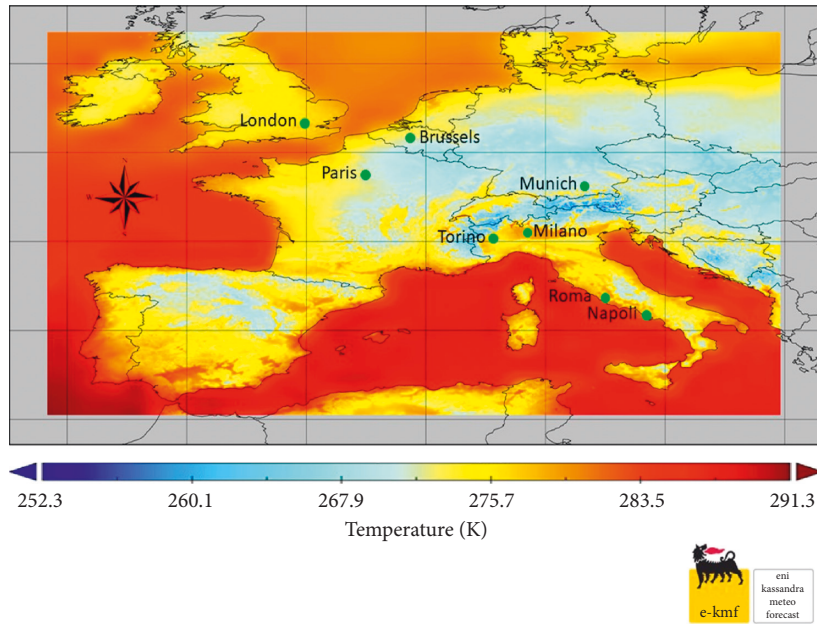 London
Brussels
Paris
Munich
Torino
Milano
Roma
Napoli
N
W
E
S
252.3
260.1
267.9
275.7
283.5
291.3
Temperature (K)
e-kmf
eni
kassandra
meteo
forecast